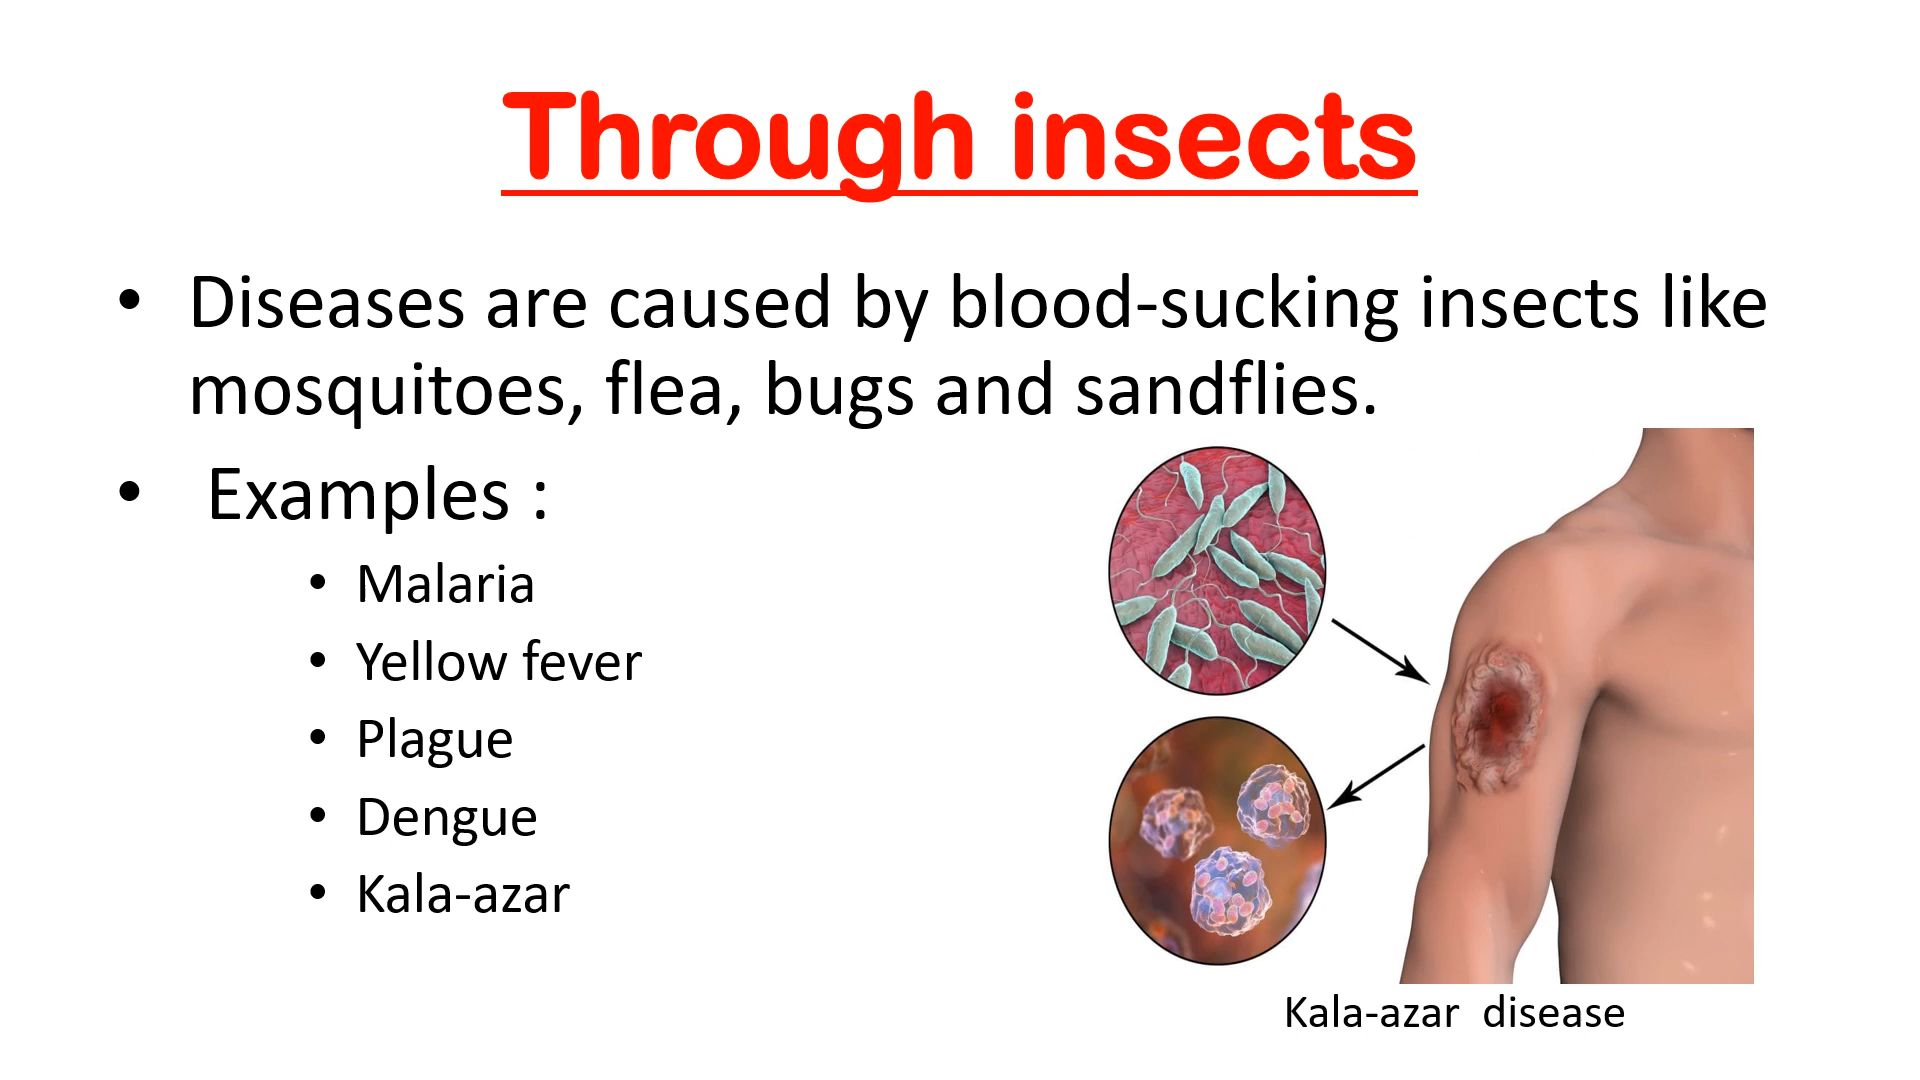 Through insects
• Diseases are caused by blood-sucking insects like
mosquitoes, flea, bugs and sandflies.
• Examples :
• Malaria
• Yellow fever
• Plague
• Dengue
• Kala-azar
Kala-azar disease